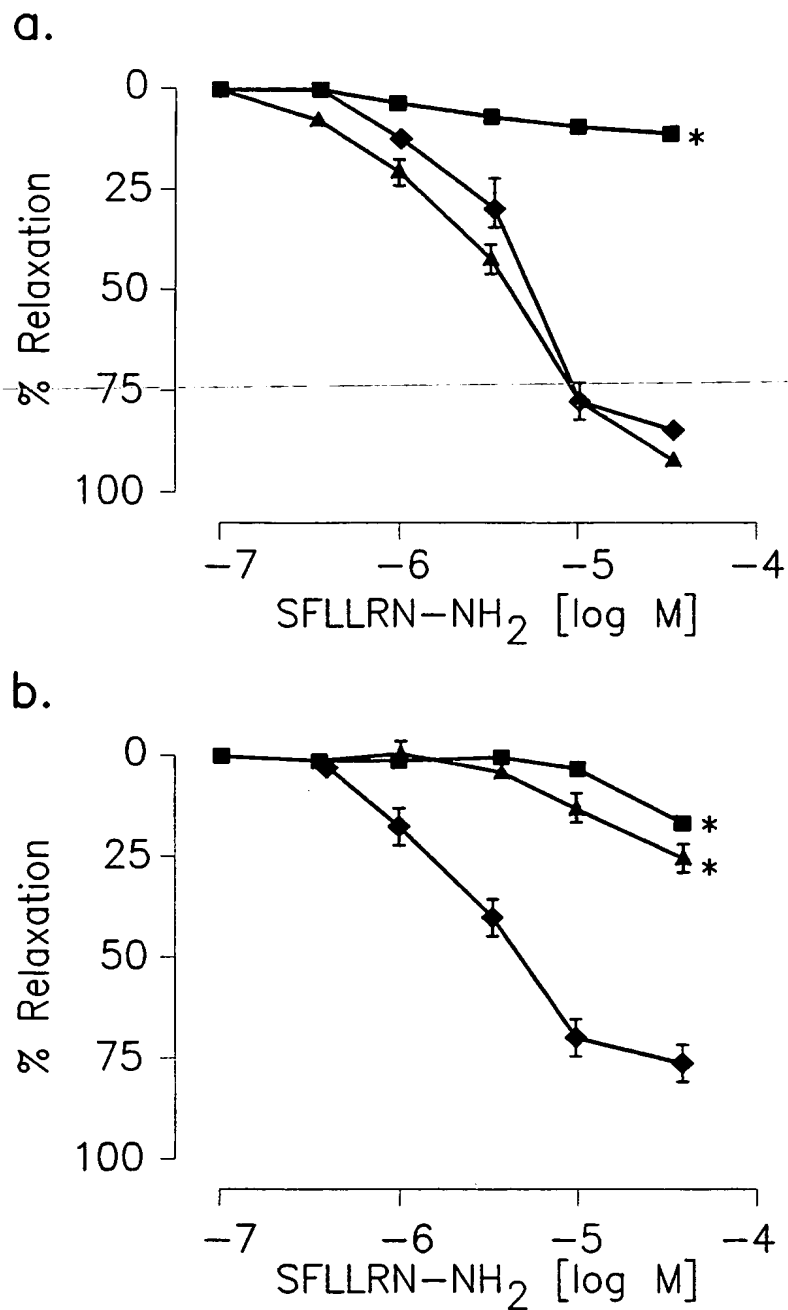 a.
0
25
50
75
100
% Relaxation
*
-7 -6 -5 -4
SFLLRN-NH2 [log M]
b.
0
25
50
75
100
% Relaxation
*
*
-7 -6 -5 -4
SFLLRN-NH2 [log M]